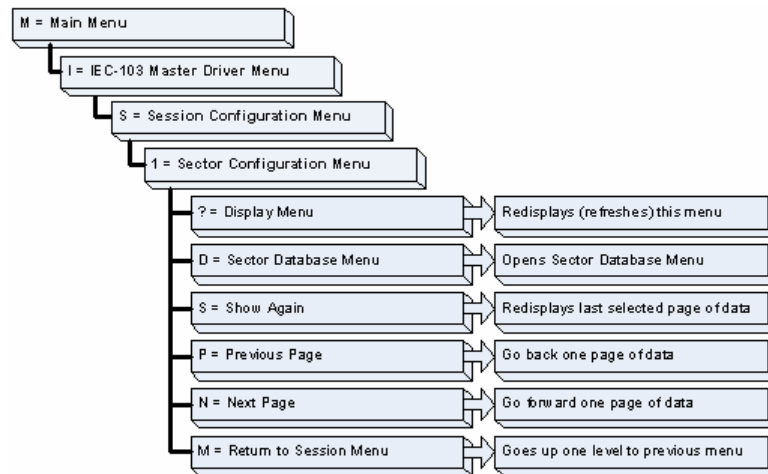 M = Main Menu
I = IEC-103 Master Driver Menu
S = Session Configuration Menu
1 = Sector Configuration Menu
? = Display Menu
Redisplays (refreshes) this menu
D = Sector Database Menu
Opens Sector Database Menu
S = Show Again
Redisplays last selected page of data
P = Previous Page
Go back one page of data
N = Next Page
Go forward one page of data
M = Return to Session Menu
Goes up one level to previous menu